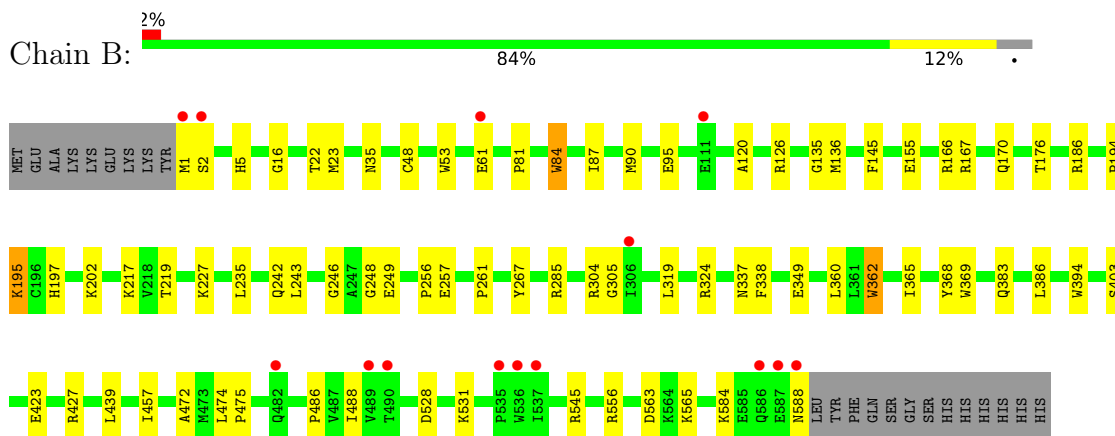 2%
Chain B:
84% 12% •
MET GLU ALA LYS LYS GLU LYS LYS TYR M1 S2 H5 G16 T22 M23 N35 C48 W53 E61 P81 W84 I87 M90 E95 E111 A120 R126 G135 M136 F145 E155 R166 R167 Q170 T176 R186 R194
K195 C196 H197 K202 K217 V218 T219 K227 L235 Q242 L243 G246 A247 G248 E249 P256 E257 P261 Y267 R285 R304 G305 I306 L319 R324 N337 F338 E349 L360 L361 W362 I365 Y368 W369 Q383 L386 W394 S403
E423 R427 L439 I457 A472 M473 L474 P475 Q482 P486 V487 I488 V489 T490 D528 K531 P535 W536 I537 R545 R556 D563 K564 K565 K584 E585 Q586 E587 N588 LEU TYR PHE GLN SER GLY SER SER HIS HIS HIS HIS HIS HIS